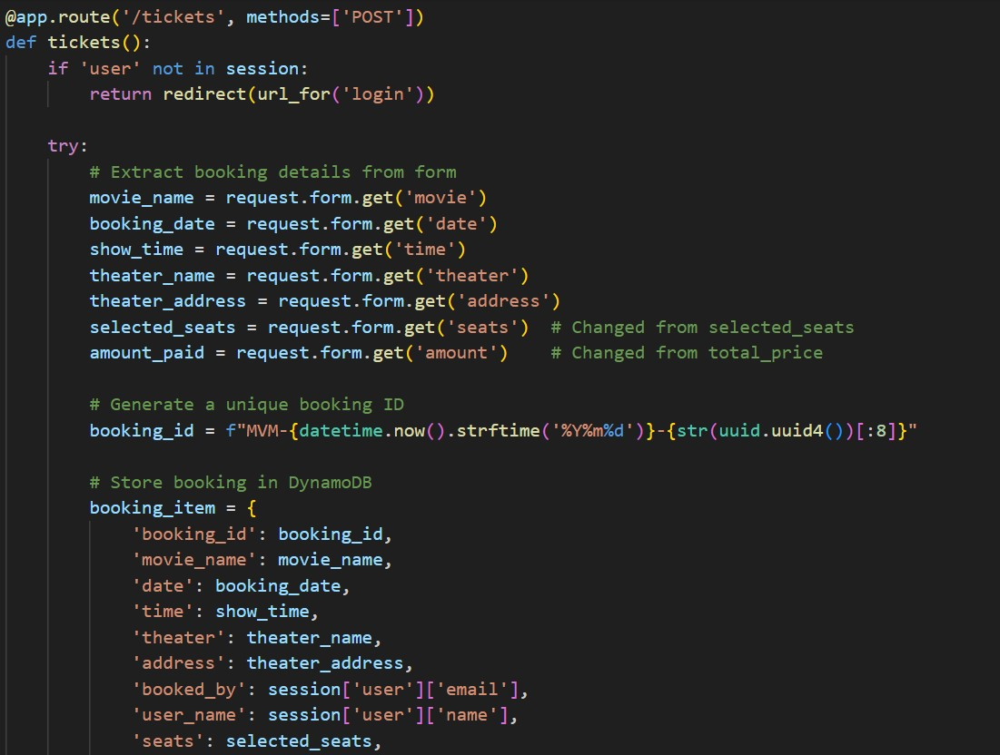 @app.route('/tickets', methods=['POST'])
def tickets():
    if 'user' not in session:
        return redirect(url_for('login'))

    try:
        # Extract booking details from form
        movie_name = request.form.get('movie')
        booking_date = request.form.get('date')
        show_time = request.form.get('time')
        theater_name = request.form.get('theater')
        theater_address = request.form.get('address')
        selected_seats = request.form.get('seats')  # Changed from selected_seats
        amount_paid = request.form.get('amount')    # Changed from total_price

        # Generate a unique booking ID
        booking_id = f"MVM-{datetime.now().strftime('%Y%m%d')}-{str(uuid.uuid4())[:8]}"

        # Store booking in DynamoDB
        booking_item = {
            'booking_id': booking_id,
            'movie_name': movie_name,
            'date': booking_date,
            'time': show_time,
            'theater': theater_name,
            'address': theater_address,
            'booked_by': session['user']['email'],
            'user_name': session['user']['name'],
            'seats': selected_seats,